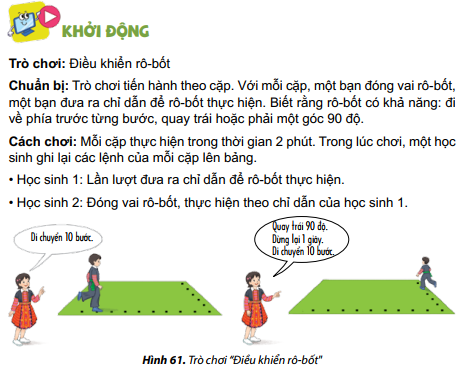 KHỞI ĐỘNG
Trò chơi: Điều khiển rô-bốt
Chuẩn bị: Trò chơi tiến hành theo cặp. Với mỗi cặp, một bạn đóng vai rô-bốt,
một bạn đưa ra chỉ dẫn để rô-bốt thực hiện. Biết rằng rô-bốt có khả năng: đi
về phía trước từng bước, quay trái hoặc phải một góc 90 độ.
Cách chơi: Mỗi cặp thực hiện trong thời gian 2 phút. Trong lúc chơi, một học
sinh ghi lại các lệnh của mỗi cặp lên bảng.
• Học sinh 1: Lần lượt đưa ra chỉ dẫn để rô-bốt thực hiện.
• Học sinh 2: Đóng vai rô-bốt, thực hiện theo chỉ dẫn của học sinh 1.
Di chuyển 10 bước.
Quay trái 90 độ.
Dừng lại 1 giây.
Di chuyển 10 bước.
Hình 61. Trò chơi "Điều khiển rô-bốt"